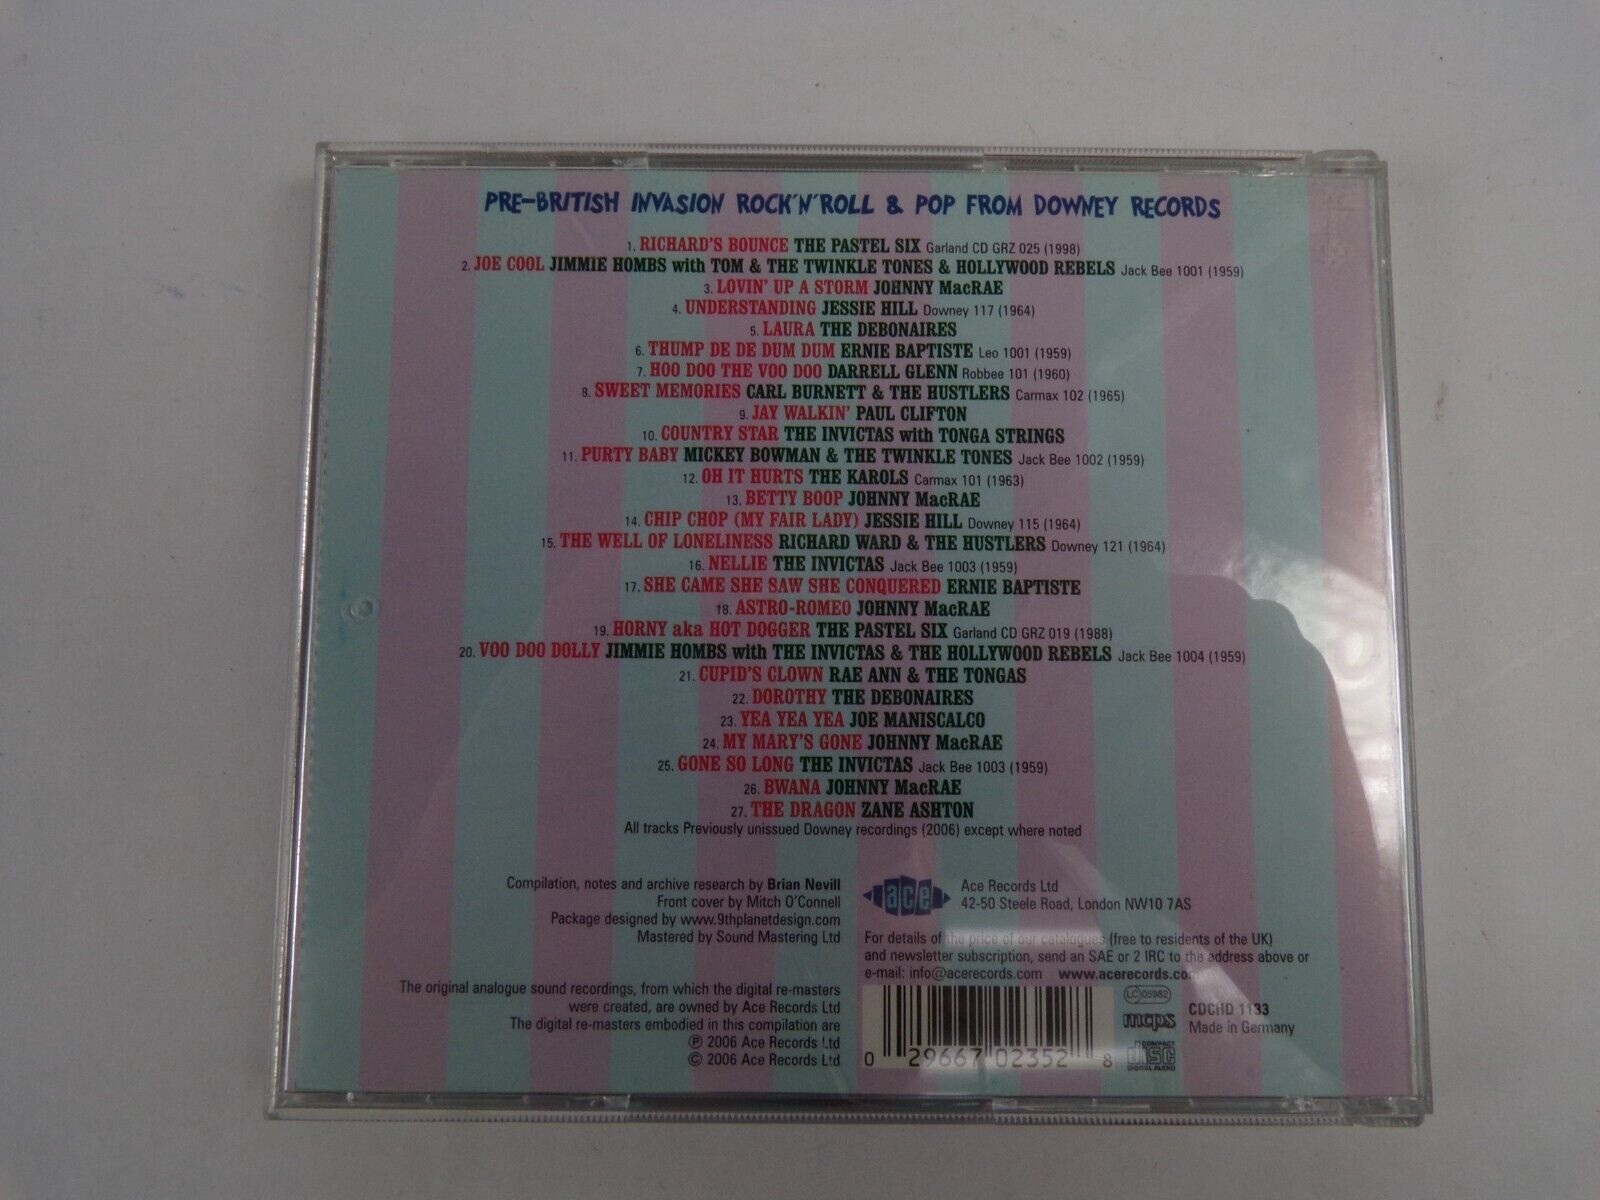 PRE-BRITISH INVASION ROCK'N'ROLL & POP FROM DOWNEY RECORDS
1. RICHARD'S BOUNCE THE PASTEL SIX Garland CD GRZ 025 (1998)
2. JOE COOL JIMMIE HOMBS with TOM & THE TWINKLE TONES & HOLLYWOOD REBELS Jack Bee 1001 (1959)
3. LOVIN' UP A STORM JOHNNY MacRAE
4. UNDERSTANDING JESSIE HILL Downey 117 (1964)
5. LAURA THE DEBONAIRES
6. THUMP DE DE DUM DUM ERNIE BAPTISTE Leo 1001 (1959)
7. HOO DOO THE VOO DOO DARRELL GLENN Robbee 101 (1960)
8. SWEET MEMORIES CARL BURNETT & THE HUSTLERS Carmax 102 (1965)
9. JAY WALKIN' PAUL CLIFTON
10. COUNTRY STAR THE INVICTAS with TONGA STRINGS
11. PURTY BABY MICKEY BOWMAN & THE TWINKLE TONES Jack Bee 1002 (1959)
12. OH IT HURTS THE KAROLS Carmax 101 (1963)
13. BETTY BOOP JOHNNY MacRAE
14. CHIP CHOP (MY FAIR LADY) JESSIE HILL Downey 115 (1964)
15. THE WELL OF LONELINESS RICHARD WARD & THE HUSTLERS Downey 121 (1964)
16. NELLIE THE INVICTAS Jack Bee 1003 (1959)
17. SHE CAME SHE SAW SHE CONQUERED ERNIE BAPTISTE
18. ASTRO-ROMEO JOHNNY MacRAE
19. HORNY aka HOT DOGGER THE PASTEL SIX Garland CD GRZ 019 (1988)
20. VOO DOO DOLLY JIMMIE HOMBS with THE INVICTAS & THE HOLLYWOOD REBELS Jack Bee 1004 (1959)
21. CUPID'S CLOWN RAE ANN & THE TONGAS
22. DOROTHY THE DEBONAIRES
23. YEA YEA YEA JOE MANISCALCO
24. MY MARY'S GONE JOHNNY MacRAE
25. GONE SO LONG THE INVICTAS Jack Bee 1003 (1959)
26. BWANA JOHNNY MacRAE
27. THE DRAGON ZANE ASHTON
All tracks Previously unissued Downey recordings (2006) except where noted
Compilation, notes and archive research by Brian Nevill
Front cover by Mitch O'Connell
Package designed by www.9thplanetdesign.com
Mastered by Sound Mastering Ltd
The original analogue sound recordings, from which the digital re-masters
were created, are owned by Ace Records Ltd
The digital re-masters embodied in this compilation are
℗ 2006 Ace Records Ltd
© 2006 Ace Records Ltd
ace
Ace Records Ltd
42-50 Steele Road, London NW10 7AS
For details of the price of our catalogues (free to residents of the UK)
and newsletter subscription, send an SAE or 2 IRC to the address above or
e-mail: info@acerecords.com www.acerecords.com
0 29667 02352 8
LC 05982
mcps
COMPACT
disc
DIGITAL AUDIO
CDCHD 1133
Made in Germany